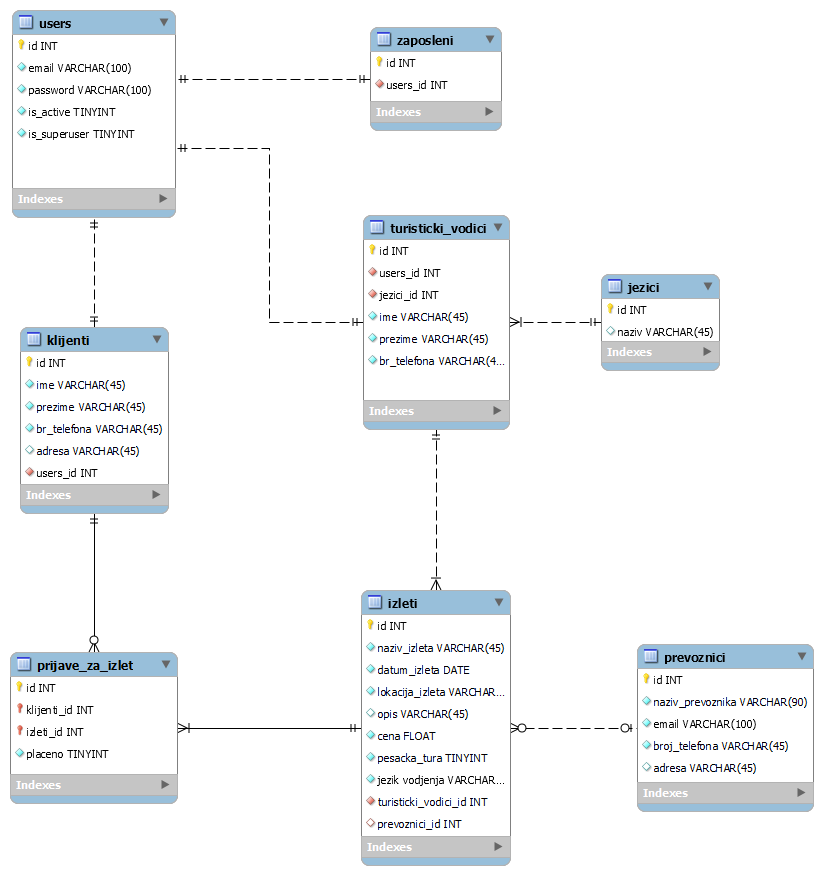 users
id INT
email VARCHAR(100)
password VARCHAR(100)
is_active TINYINT
is_superuser TINYINT
Indexes
zaposleni
id INT
users_id INT
Indexes
turisticki_vodici
id INT
users_id INT
jezici_id INT
ime VARCHAR(45)
prezime VARCHAR(45)
br_telefona VARCHAR(4...
Indexes
jezici
id INT
naziv VARCHAR(45)
Indexes
klijenti
id INT
ime VARCHAR(45)
prezime VARCHAR(45)
br_telefona VARCHAR(45)
adresa VARCHAR(45)
users_id INT
Indexes
prijave_za_izlet
id INT
klijenti_id INT
izleti_id INT
placeno TINYINT
Indexes
izleti
id INT
naziv_izleta VARCHAR(45)
datum_izleta DATE
lokacija_izleta VARCHAR...
opis VARCHAR(45)
cena FLOAT
pesacka_tura TINYINT
jezik vodjenja VARCHAR...
turisticki_vodici_id INT
prevoznici_id INT
Indexes
prevoznici
id INT
naziv_prevoznika VARCHAR(90)
email VARCHAR(100)
broj_telefona VARCHAR(45)
adresa VARCHAR(45)
Indexes